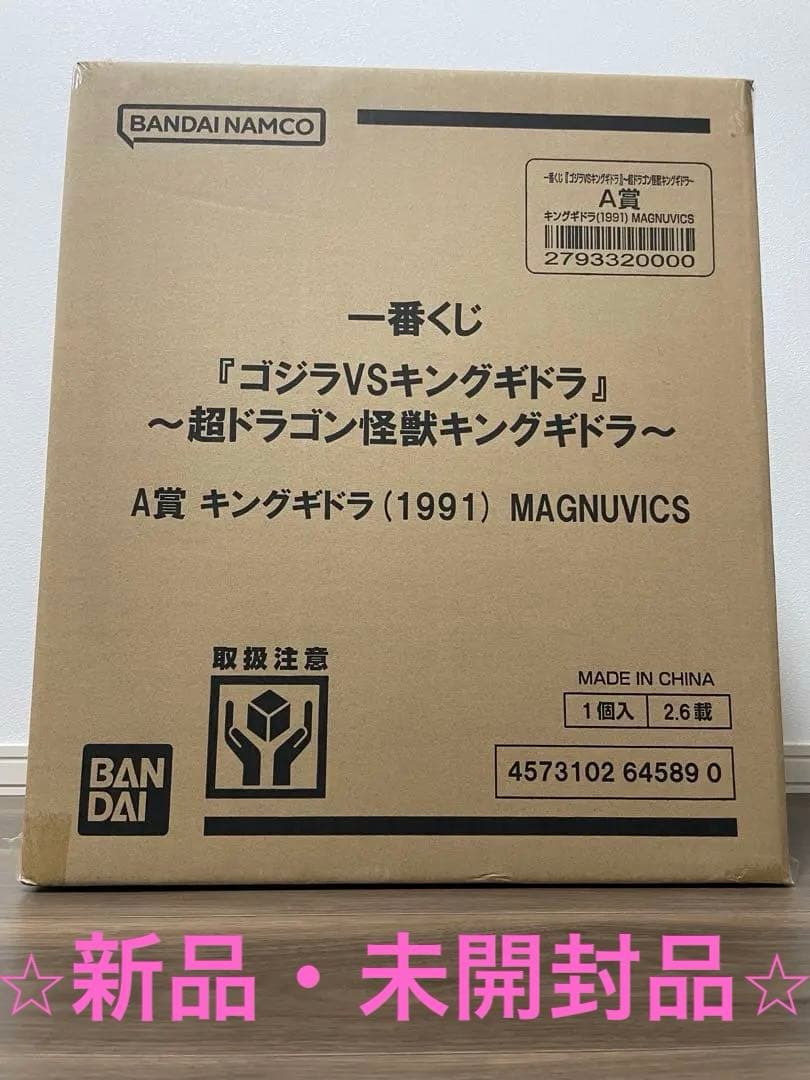 BANDAI NAMCO
一番くじ『ゴジラVSキングギドラ』～超ドラゴン怪獣キングギドラ～
A賞
キングギドラ(1991) MAGNUVICS
2793320000
一番くじ
『ゴジラVSキングギドラ』
～超ドラゴン怪獣キングギドラ～
A賞 キングギドラ(1991) MAGNUVICS
取扱注意
MADE IN CHINA
1個入 2.6載
BAN
DAI
4573102 64589 0
☆新品・未開封品☆